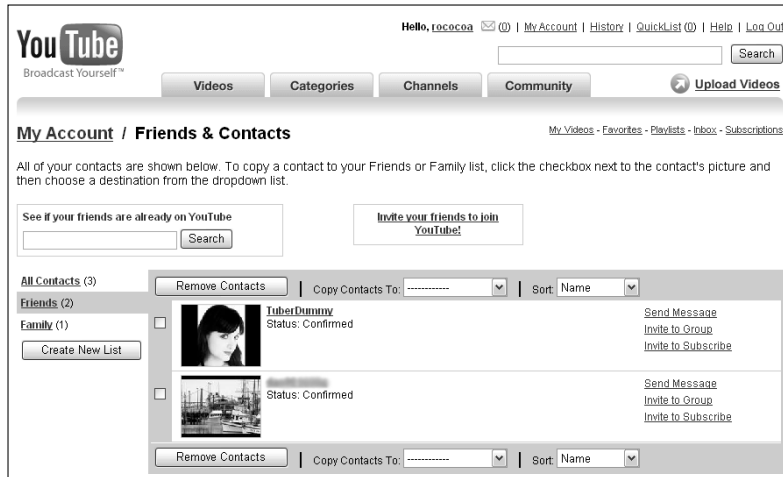 Hello, rococoa (0) | My Account | History | QuickList (0) | Help | Log Out
You Tube
Broadcast Yourself™
Search
Videos Categories Channels Community Upload Videos
My Account / Friends & Contacts
My Videos - Favorites - Playlists - Inbox - Subscriptions
All of your contacts are shown below. To copy a contact to your Friends or Family list, click the checkbox next to the contact's picture and
then choose a destination from the dropdown list.
See if your friends are already on YouTube
Search
Invite your friends to join
YouTube!
All Contacts (3)
Friends (2)
Family (1)
Create New List
Remove Contacts | Copy Contacts To: ------------ | Sort: Name
TuberDummy
Status: Confirmed
Send Message
Invite to Group
Invite to Subscribe
Status: Confirmed
Send Message
Invite to Group
Invite to Subscribe
Remove Contacts | Copy Contacts To: ------------ | Sort: Name